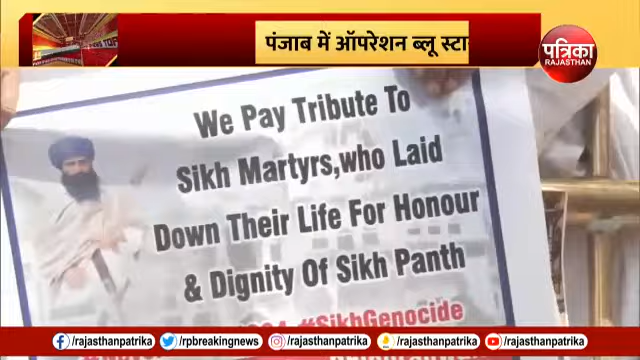 पंजाब में ऑपरेशन ब्लू
पत्रिका
RAJASTHAN
We Pay Tribute To
Sikh Martyrs,who Laid
Down Their Life For Honour
& Dignity Of Sikh Panth
#SikhGenocide
/rajasthanpatrika
/rpbreakingnews
/rajasthanpatrika
/rajasthanpatrika
/rajasthanpatrika